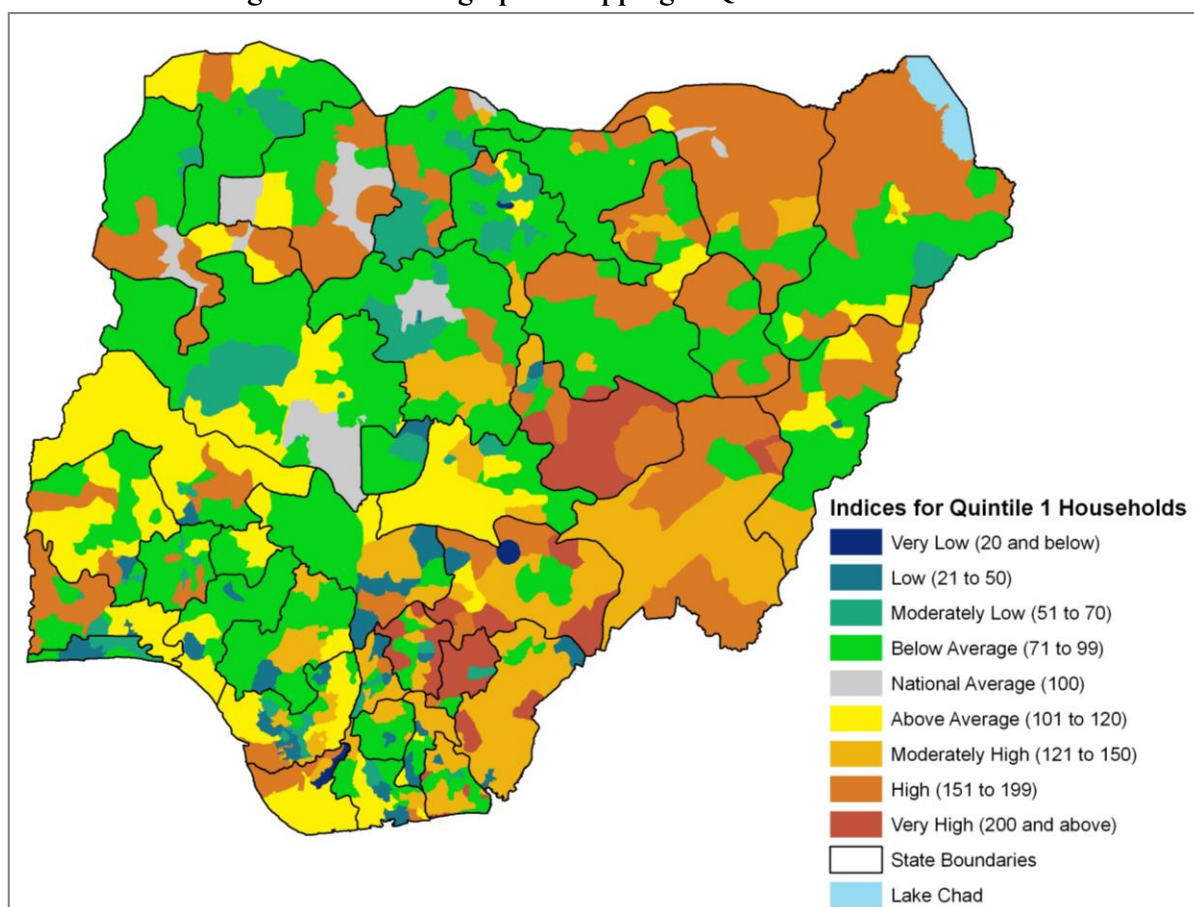 Indices for Quintile 1 Households
Very Low (20 and below)
Low (21 to 50)
Moderately Low (51 to 70)
Below Average (71 to 99)
National Average (100)
Above Average (101 to 120)
Moderately High (121 to 150)
High (151 to 199)
Very High (200 and above)
State Boundaries
Lake Chad